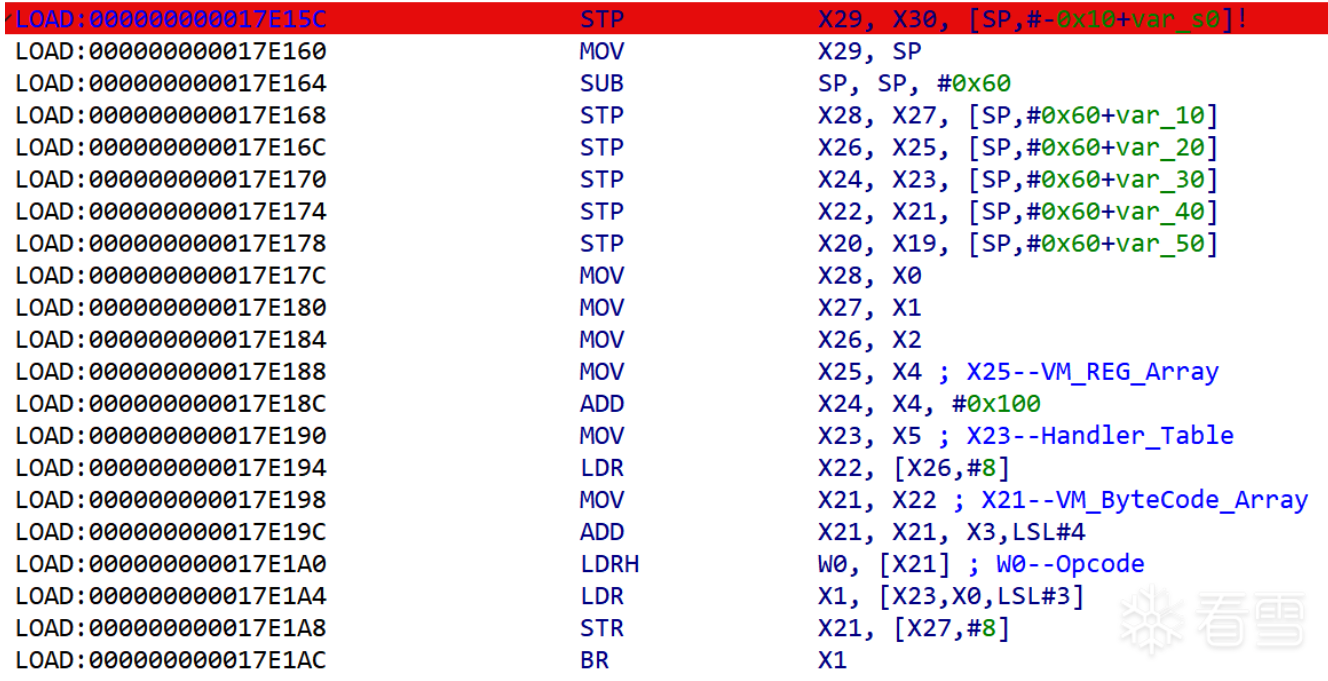 LOAD:000000000017E15C STP X29, X30, [SP,#-0x10+var_s0]!
LOAD:000000000017E160 MOV X29, SP
LOAD:000000000017E164 SUB SP, SP, #0x60
LOAD:000000000017E168 STP X28, X27, [SP,#0x60+var_10]
LOAD:000000000017E16C STP X26, X25, [SP,#0x60+var_20]
LOAD:000000000017E170 STP X24, X23, [SP,#0x60+var_30]
LOAD:000000000017E174 STP X22, X21, [SP,#0x60+var_40]
LOAD:000000000017E178 STP X20, X19, [SP,#0x60+var_50]
LOAD:000000000017E17C MOV X28, X0
LOAD:000000000017E180 MOV X27, X1
LOAD:000000000017E184 MOV X26, X2
LOAD:000000000017E188 MOV X25, X4 ; X25--VM_REG_Array
LOAD:000000000017E18C ADD X24, X4, #0x100
LOAD:000000000017E190 MOV X23, X5 ; X23--Handler_Table
LOAD:000000000017E194 LDR X22, [X26,#8]
LOAD:000000000017E198 MOV X21, X22 ; X21--VM_ByteCode_Array
LOAD:000000000017E19C ADD X21, X21, X3,LSL#4
LOAD:000000000017E1A0 LDRH W0, [X21] ; W0--Opcode
LOAD:000000000017E1A4 LDR X1, [X23,X0,LSL#3]
LOAD:000000000017E1A8 STR X21, [X27,#8]
LOAD:000000000017E1AC BR X1
看雪